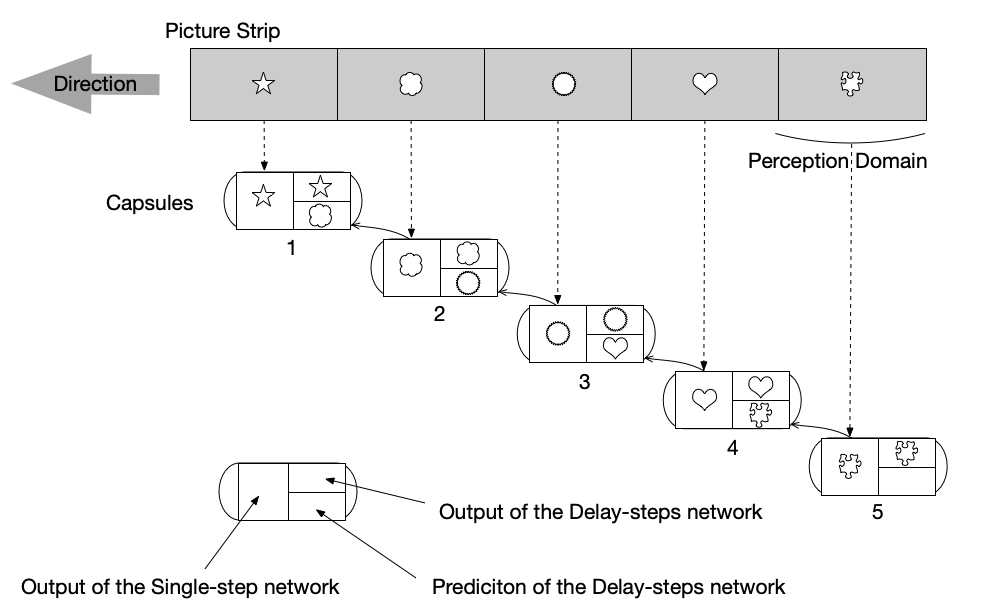 Picture Strip
Direction
Perception Domain
Capsules
1
2
3
4
5
Output of the Delay-steps network
Output of the Single-step network
Prediciton of the Delay-steps network